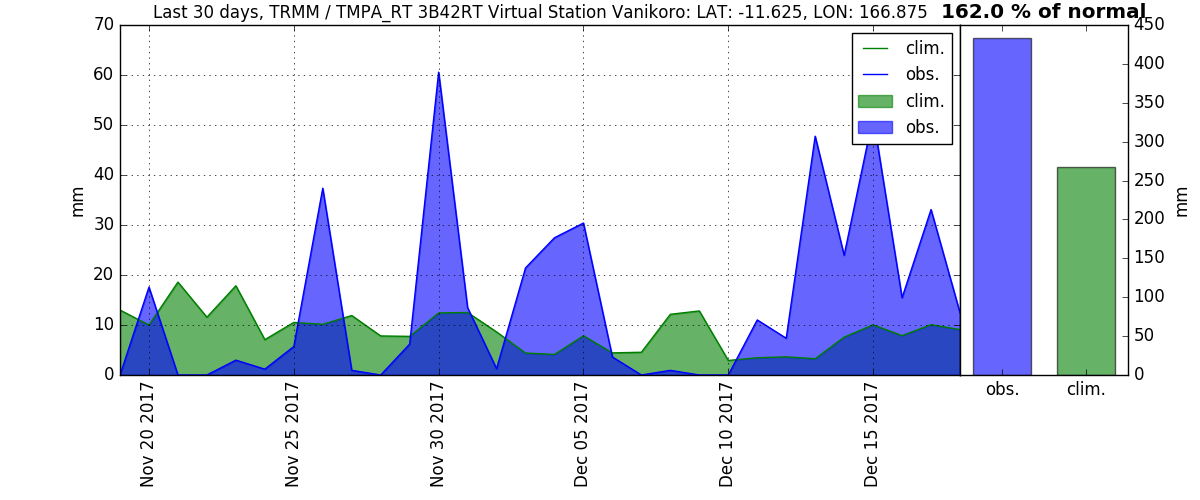 Last 30 days, TRMM / TMPA_RT 3B42RT Virtual Station Vanikoro: LAT: -11.625, LON: 166.875 162.0 % of normal
70
60
50
40
30
20
10
0
mm
clim.
obs.
clim.
obs.
Nov 20 2017
Nov 25 2017
Nov 30 2017
Dec 05 2017
Dec 10 2017
Dec 15 2017
450
400
350
300
250
200
150
100
50
0
mm
obs. clim.